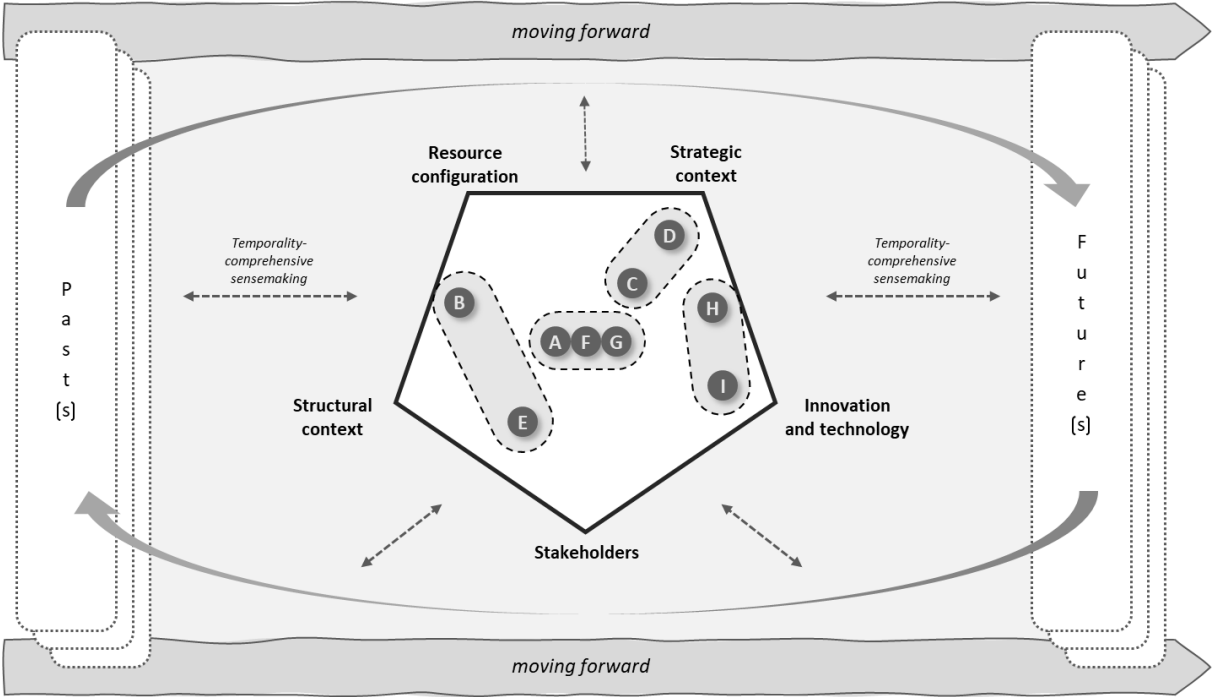 moving forward
Resource
configuration
Strategic
context
Temporality-
comprehensive
sensemaking
Temporality-
comprehensive
sensemaking
P
a
s
t
(s)
F
u
t
u
r
e
(s)
D
C
B
H
A F G
I
E
Structural
context
Innovation
and technology
Stakeholders
moving forward